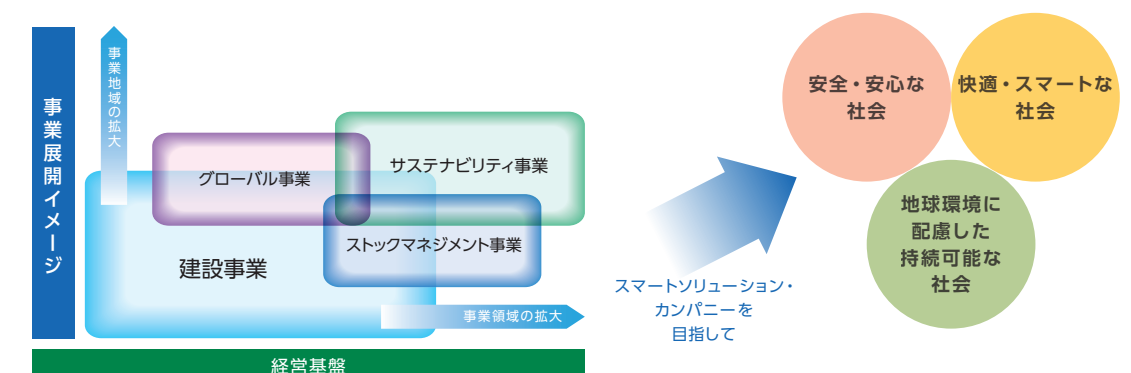 事業展開イメージ
事業地域の拡大
グローバル事業
サステナビリティ事業
ストックマネジメント事業
建設事業
事業領域の拡大
経営基盤
スマートソリューション・
カンパニーを
目指して
安全・安心な
社会
快適・スマートな
社会
地球環境に
配慮した
持続可能な
社会